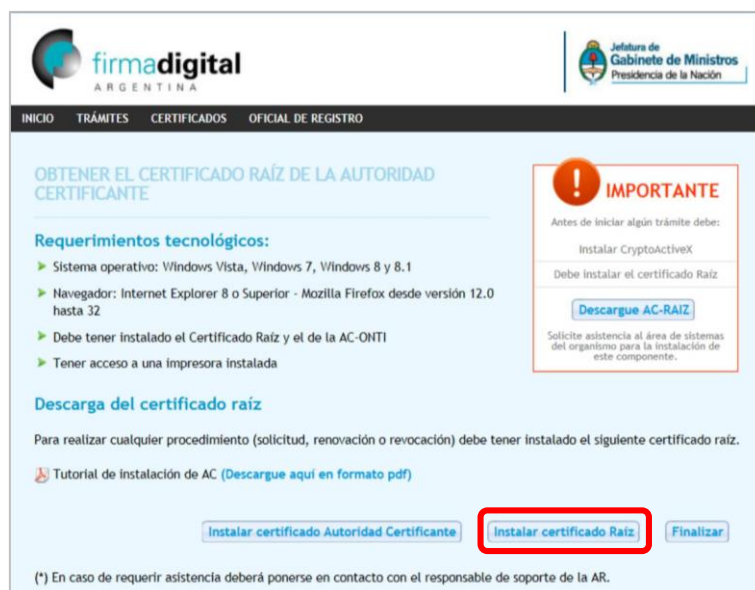 firmadigital
ARGENTINA
Jefatura de
Gabinete de Ministros
Presidencia de la Nación
INICIO TRÁMITES CERTIFICADOS OFICIAL DE REGISTRO
OBTENER EL CERTIFICADO RAÍZ DE LA AUTORIDAD
CERTIFICANTE
Requerimientos tecnológicos:
Sistema operativo: Windows Vista, Windows 7, Windows 8 y 8.1
Navegador: Internet Explorer 8 o Superior - Mozilla Firefox desde versión 12.0
hasta 32
Debe tener instalado el Certificado Raíz y el de la AC-ONTI
Tener acceso a una impresora instalada
! IMPORTANTE
Antes de iniciar algún trámite debe:
Instalar CryptoActiveX
Debe instalar el certificado Raíz
Descargue AC-RAIZ
Solicite asistencia al área de sistemas
del organismo para la instalación de
este componente.
Descarga del certificado raíz
Para realizar cualquier procedimiento (solicitud, renovación o revocación) debe tener instalado el siguiente certificado raíz.
Tutorial de instalación de AC (Descargue aquí en formato pdf)
Instalar certificado Autoridad Certificante Instalar certificado Raíz Finalizar
(*) En caso de requerir asistencia deberá ponerse en contacto con el responsable de soporte de la AR.